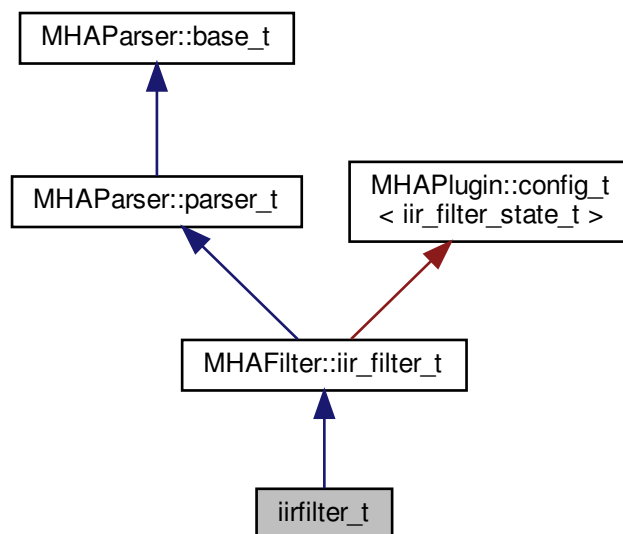 MHAParser::base_t
MHAParser::parser_t
MHAPlugin::config_t
< iir_filter_state_t >
MHAFilter::iir_filter_t
iirfilter_t